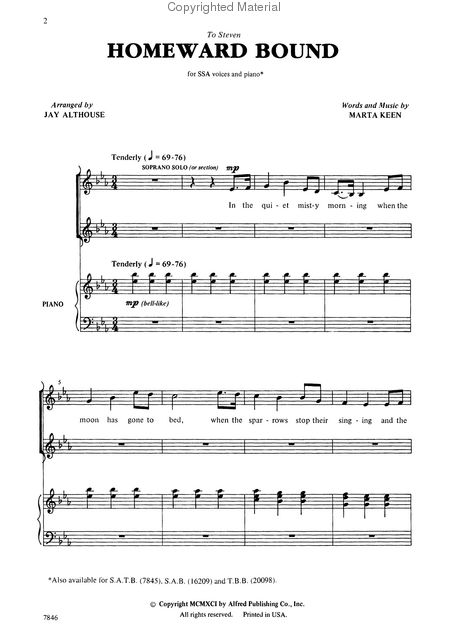 Copyrighted Material
2
To Steven
HOMEWARD BOUND
for SSA voices and piano*
Arranged by
JAY ALTHOUSE
Words and Music by
MARTA KEEN
Tenderly (♩ = 69-76)
SOPRANO SOLO (or section) mp
In the qui - et mist-y morn - ing when the
Tenderly (♩ = 69-76)
PIANO
mp (bell-like)
5
moon has gone to bed, when the spar - rows stop their sing - ing and the
*Also available for S.A.T.B. (7845), S.A.B. (16209) and T.B.B. (20098).
© Copyright MCMXCI by Alfred Publishing Co., Inc.
7846
All Rights Reserved. Printed in USA.